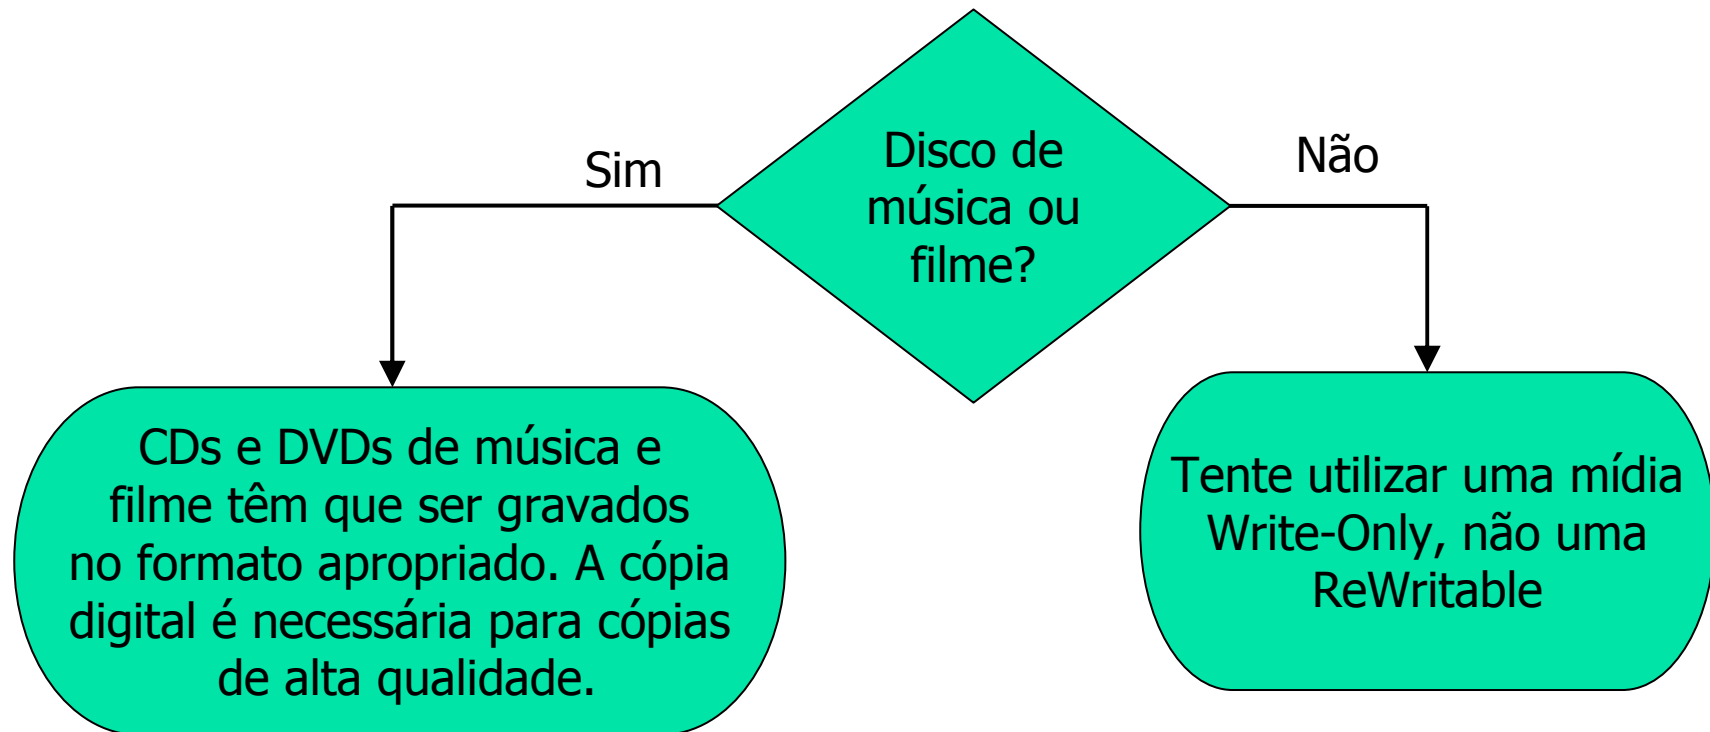 Disco de
música ou
filme?
Sim
Não
CDs e DVDs de música e
filme têm que ser gravados
no formato apropriado. A cópia
digital é necessária para cópias
de alta qualidade.
Tente utilizar uma mídia
Write-Only, não uma
ReWritable